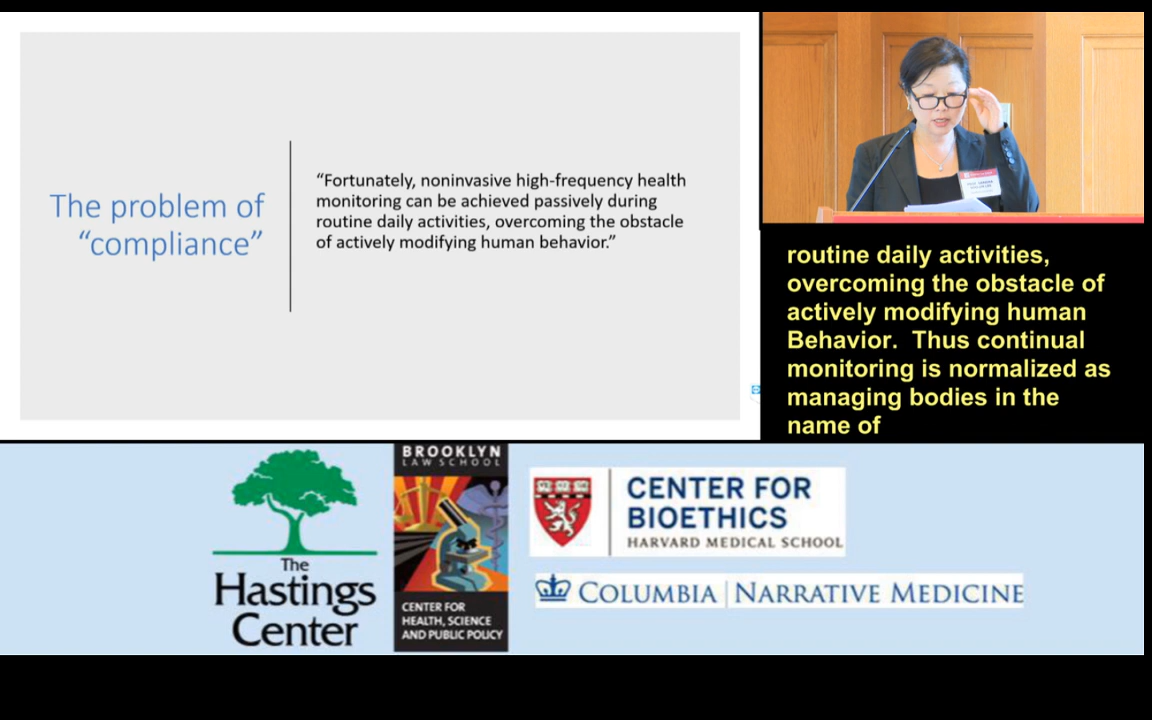 The problem of
“compliance”
“Fortunately, noninvasive high-frequency health
monitoring can be achieved passively during
routine daily activities, overcoming the obstacle
of actively modifying human behavior.”
routine daily activities,
overcoming the obstacle of
actively modifying human
Behavior.  Thus continual
monitoring is normalized as
managing bodies in the
name of
The
Hastings
Center
BROOKLYN
LAW SCHOOL
CENTER FOR
HEALTH, SCIENCE
AND PUBLIC POLICY
CENTER FOR
BIOETHICS
HARVARD MEDICAL SCHOOL
COLUMBIA | NARRATIVE MEDICINE